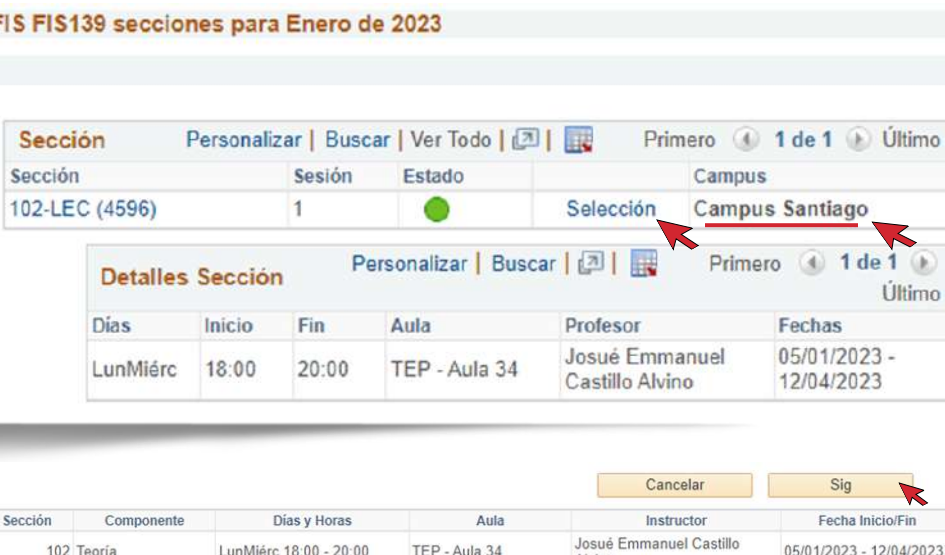 FIS FIS139 secciones para Enero de 2023
Sección Personalizar | Buscar | Ver Todo | | Primero 1 de 1 Último
Sección Sesión Estado Campus
102-LEC (4596) 1 Selección Campus Santiago
Detalles Sección Personalizar | Buscar | | Primero 1 de 1
Último
Días Inicio Fin Aula Profesor Fechas
LunMiérc 18:00 20:00 TEP - Aula 34 Josué Emmanuel 05/01/2023 -
Castillo Alvino 12/04/2023
Cancelar Sig
Sección Componente Días y Horas Aula Instructor Fecha Inicio/Fin
102 Teoría LunMiérc 18:00 - 20:00 TEP - Aula 34 Josué Emmanuel Castillo 05/01/2023 - 12/04/2023